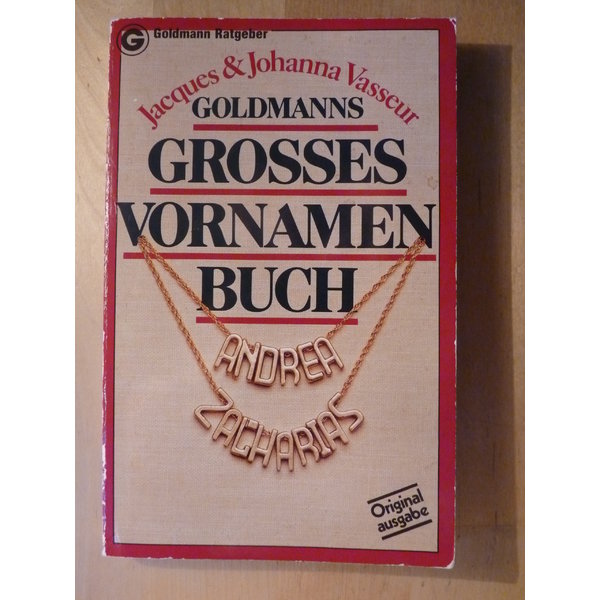 G Goldmann Ratgeber
Jacques & Johanna Vasseur
GOLDMANNS
GROSSES
VORNAMEN
BUCH
ANDREA
ZACHARIAS
Original
ausgabe